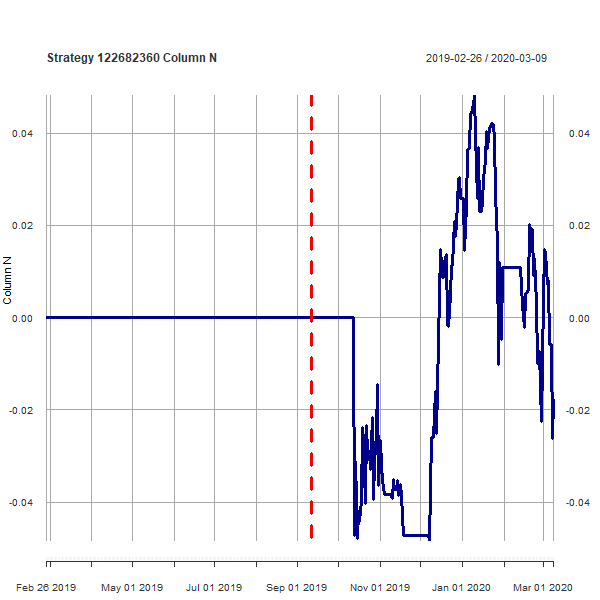 Strategy 122682360 Column N
2019-02-26 / 2020-03-09
0.04
0.04
0.02
0.02
0.00
0.00
-0.02
-0.02
-0.04
-0.04
Column N
Feb 26 2019
May 01 2019
Jul 01 2019
Sep 01 2019
Nov 01 2019
Jan 01 2020
Mar 01 2020